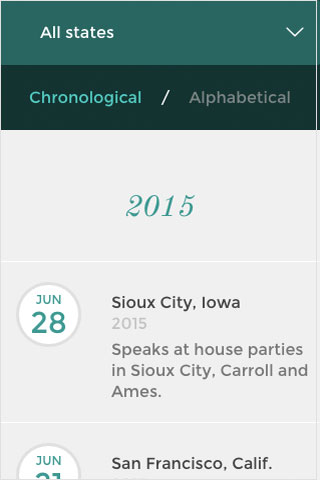 All states
Chronological / Alphabetical
2015
JUN
28
Sioux City, Iowa
2015
Speaks at house parties
in Sioux City, Carroll and
Ames.
JUN
San Francisco, Calif.